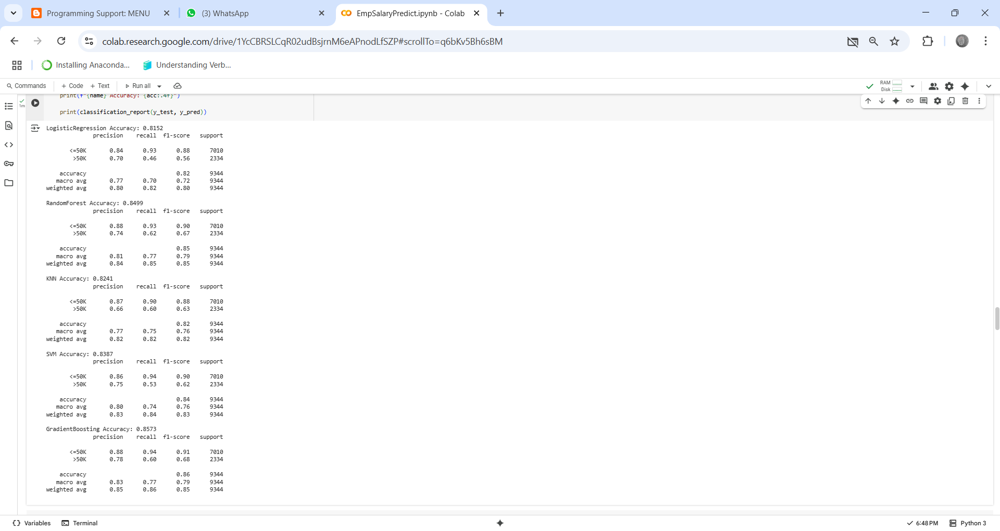 Programming Support: MENU
(3) WhatsApp
EmpSalaryPredict.ipynb - Colab
colab.research.google.com/drive/1YcCBRSLCqR02udBsjrnM6eAPnodLfSZP#scrollTo=q6bKv5Bh6sBM
Installing Anaconda...
Understanding Verb...
Commands + Code + Text Run all
RAM
Disk
1m
print(f"{name} Accuracy: {acc:.4f}")
print(classification_report(y_test, y_pred))
LogisticRegression Accuracy: 0.8152
precision recall f1-score support
<=50K 0.84 0.93 0.88 7010
>50K 0.70 0.46 0.56 2334
accuracy 0.82 9344
macro avg 0.77 0.70 0.72 9344
weighted avg 0.80 0.82 0.80 9344
RandomForest Accuracy: 0.8499
precision recall f1-score support
<=50K 0.88 0.93 0.90 7010
>50K 0.74 0.62 0.67 2334
accuracy 0.85 9344
macro avg 0.81 0.77 0.79 9344
weighted avg 0.84 0.85 0.85 9344
KNN Accuracy: 0.8241
precision recall f1-score support
<=50K 0.87 0.90 0.88 7010
>50K 0.66 0.60 0.63 2334
accuracy 0.82 9344
macro avg 0.77 0.75 0.76 9344
weighted avg 0.82 0.82 0.82 9344
SVM Accuracy: 0.8387
precision recall f1-score support
<=50K 0.86 0.94 0.90 7010
>50K 0.75 0.53 0.62 2334
accuracy 0.84 9344
macro avg 0.80 0.74 0.76 9344
weighted avg 0.83 0.84 0.83 9344
GradientBoosting Accuracy: 0.8573
precision recall f1-score support
<=50K 0.88 0.94 0.91 7010
>50K 0.78 0.60 0.68 2334
accuracy 0.86 9344
macro avg 0.83 0.77 0.79 9344
weighted avg 0.85 0.86 0.85 9344
Variables Terminal 6:48 PM Python 3